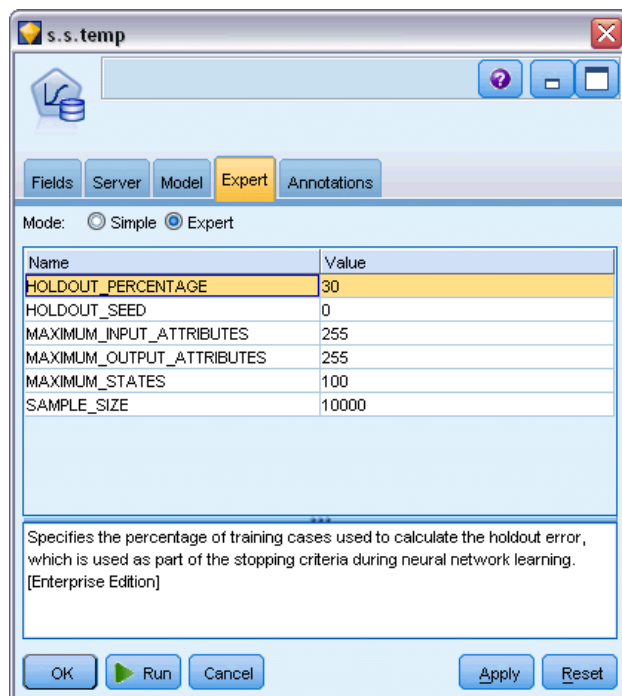 s.s.temp
Fields Server Model Expert Annotations
Mode: Simple Expert
Name Value
HOLDOUT_PERCENTAGE 30
HOLDOUT_SEED 0
MAXIMUM_INPUT_ATTRIBUTES 255
MAXIMUM_OUTPUT_ATTRIBUTES 255
MAXIMUM_STATES 100
SAMPLE_SIZE 10000
Specifies the percentage of training cases used to calculate the holdout error,
which is used as part of the stopping criteria during neural network learning.
[Enterprise Edition]
OK Run Cancel Apply Reset